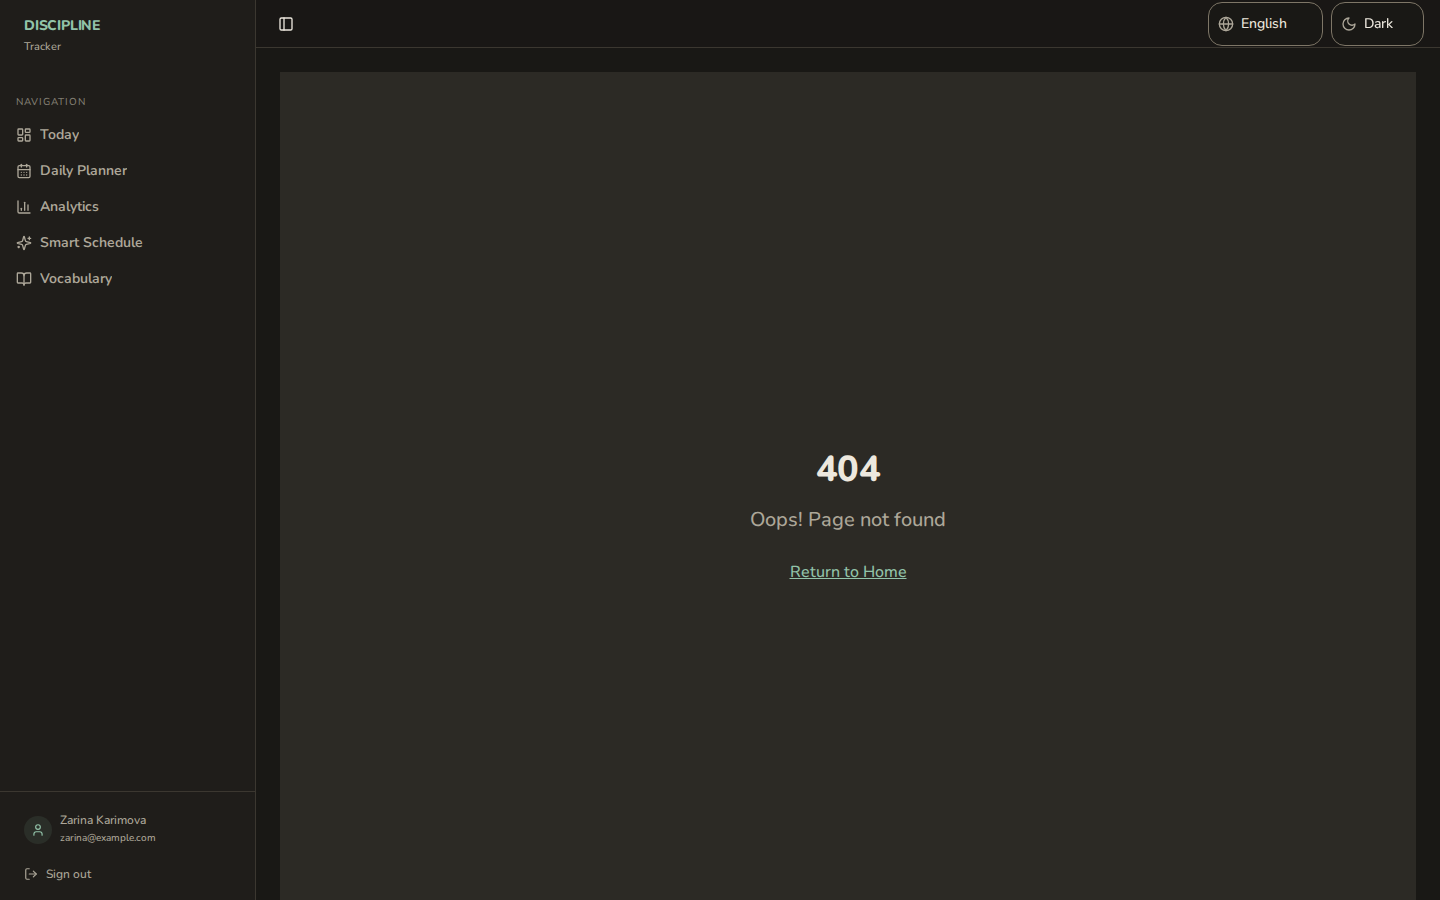 DISCIPLINE
Tracker
English
Dark
NAVIGATION
Today
Daily Planner
Analytics
Smart Schedule
Vocabulary
404
Oops! Page not found
Return to Home
Zarina Karimova
zarina@example.com
Sign out